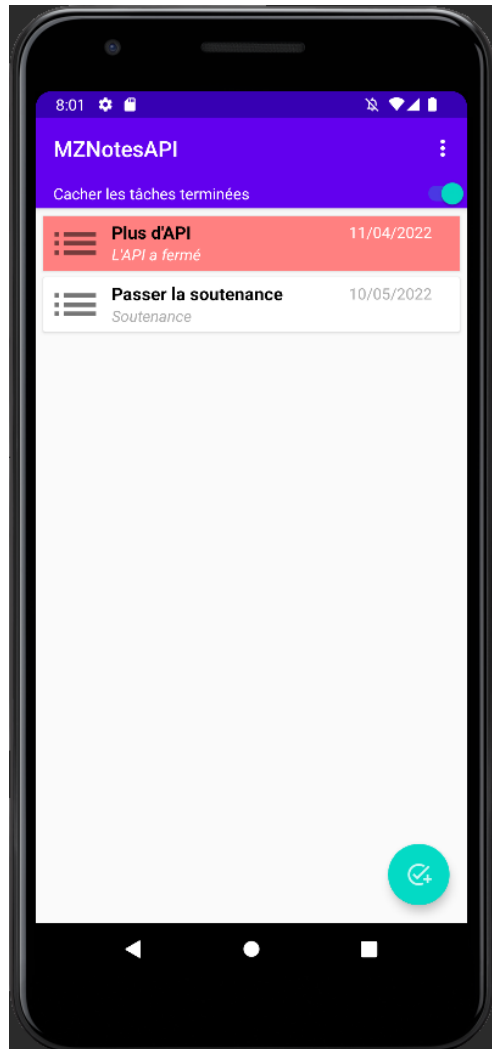 8:01
MZNotesAPI
Cacher les tâches terminées
Plus d'API 11/04/2022
L'API a fermé
Passer la soutenance 10/05/2022
Soutenance